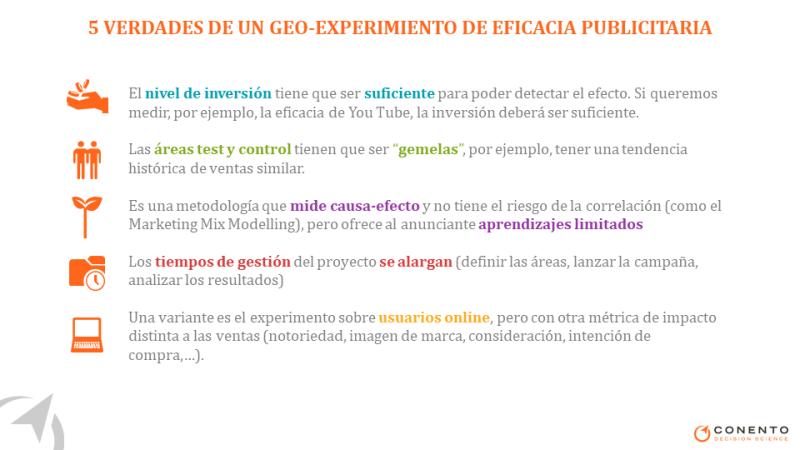 5 VERDADES DE UN GEO-EXPERIMENTO DE EFICACIA PUBLICITARIA
El nivel de inversión tiene que ser suficiente para poder detectar el efecto. Si queremos
medir, por ejemplo, la eficacia de You Tube, la inversión deberá ser suficiente.
Las áreas test y control tienen que ser “gemelas”, por ejemplo, tener una tendencia
histórica de ventas similar.
Es una metodología que mide causa-efecto y no tiene el riesgo de la correlación (como el
Marketing Mix Modelling), pero ofrece al anunciante aprendizajes limitados
Los tiempos de gestión del proyecto se alargan (definir las áreas, lanzar la campaña,
analizar los resultados)
Una variante es el experimento sobre usuarios online, pero con otra métrica de impacto
distinta a las ventas (notoriedad, imagen de marca, consideración, intención de
compra,…).
CONENTO
DECISION SCIENCE